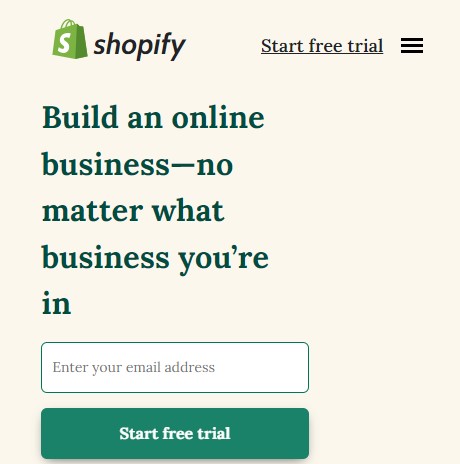 shopify Start free trial
Build an online
business—no
matter what
business you’re
in
Enter your email address
Start free trial